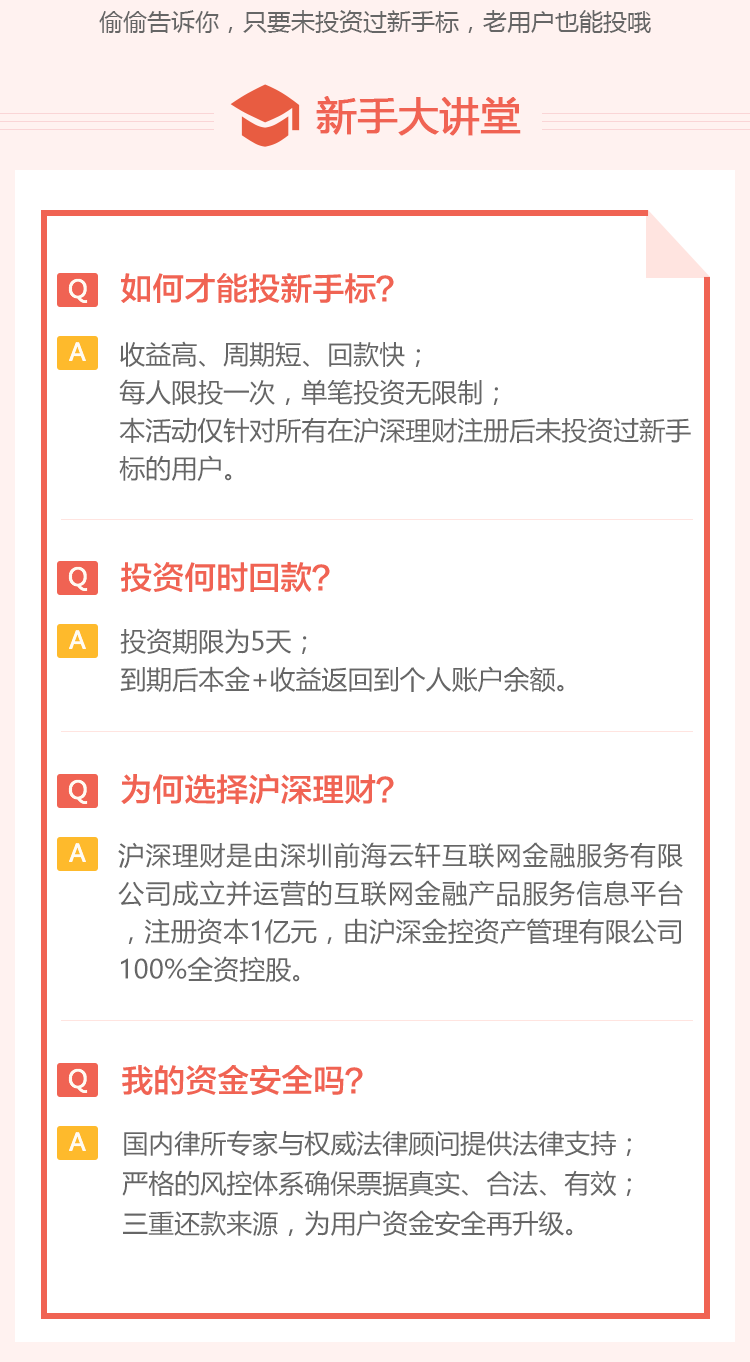 偷偷告诉你，只要未投资过新手标，老用户也能投哦
新手大讲堂
Q 如何才能投新手标?
A 收益高、周期短、回款快；
每人限投一次，单笔投资无限制；
本活动仅针对所有在沪深理财注册后未投资过新手
标的用户。
Q 投资何时回款?
A 投资期限为5天；
到期后本金+收益返回到个人账户余额。
Q 为何选择沪深理财?
A 沪深理财是由深圳前海云轩互联网金融服务有限
公司成立并运营的互联网金融产品服务信息平台
，注册资本1亿元，由沪深金控资产管理有限公司
100%全资控股。
Q 我的资金安全吗?
A 国内律所专家与权威法律顾问提供法律支持；
严格的风控体系确保票据真实、合法、有效；
三重还款来源，为用户资金安全再升级。